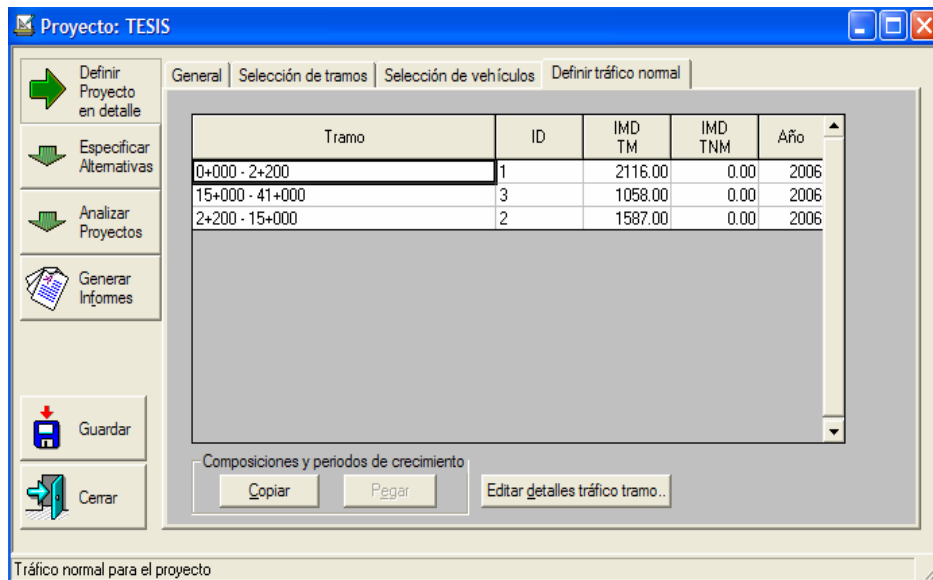 Proyecto: TESIS
Definir
Proyecto
en detalle
Especificar
Alternativas
Analizar
Proyectos
Generar
Informes
Guardar
Cerrar
General Selección de tramos Selección de vehículos Definir tráfico normal
Tramo ID IMD TM IMD TNM Año
0+000 - 2+200 1 2116.00 0.00 2006
15+000 - 41+000 3 1058.00 0.00 2006
2+200 - 15+000 2 1587.00 0.00 2006
Composiciones y periodos de crecimiento
Copiar Pegar Editar detalles tráfico tramo..
Tráfico normal para el proyecto